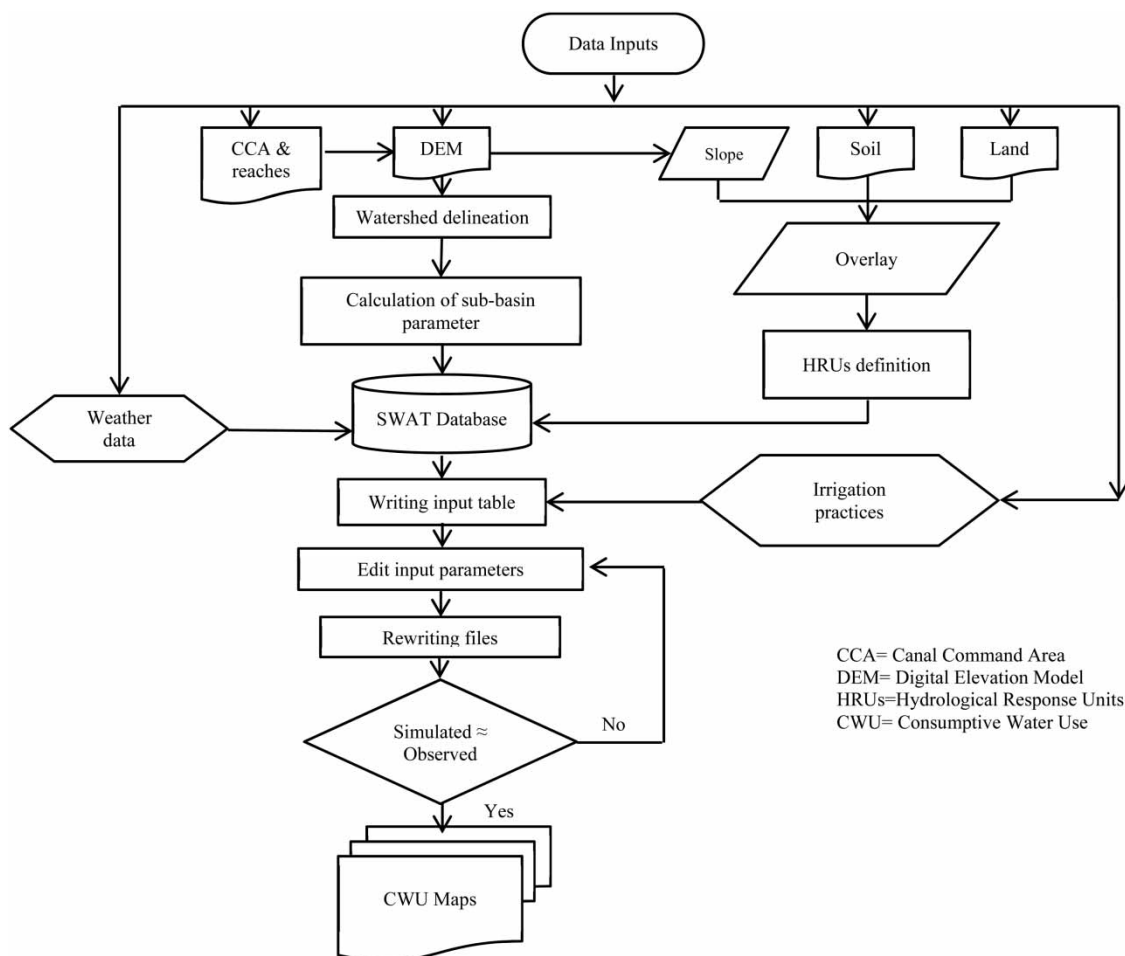 Data Inputs
CCA &
reaches
DEM
Slope
Soil
Land
Watershed delineation
Overlay
Calculation of sub-basin
parameter
HRUs definition
Weather
data
SWAT Database
Writing input table
Irrigation
practices
Edit input parameters
Rewriting files
CCA= Canal Command Area
DEM= Digital Elevation Model
HRUs=Hydrological Response Units
CWU= Consumptive Water Use
Simulated ≈
Observed
No
Yes
CWU Maps